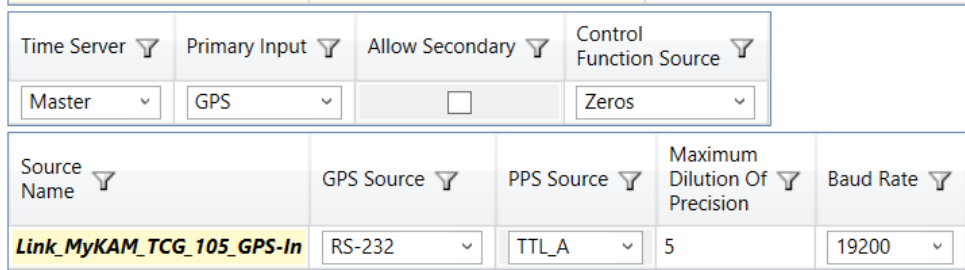 Time Server Primary Input Allow Secondary Control Function Source
Master GPS Zeros
Source Name GPS Source PPS Source Maximum Dilution Of Precision Baud Rate
Link_MyKAM_TCG_105_GPS-In RS-232 TTL_A 5 19200